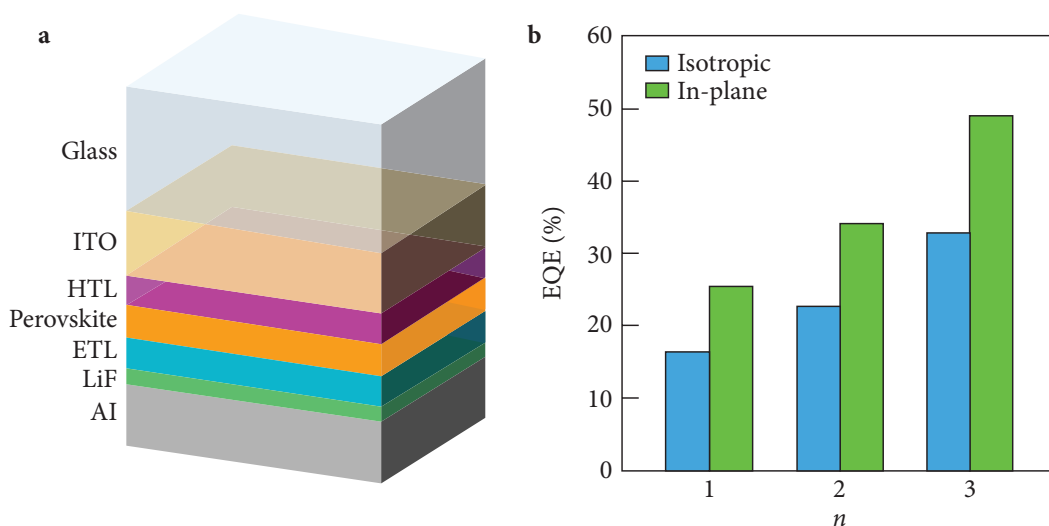 a
Glass
ITO
HTL
Perovskite
ETL
LiF
AI
b
60
50
40
30
20
10
0
EQE (%)
Isotropic
In-plane
1 2 3
n